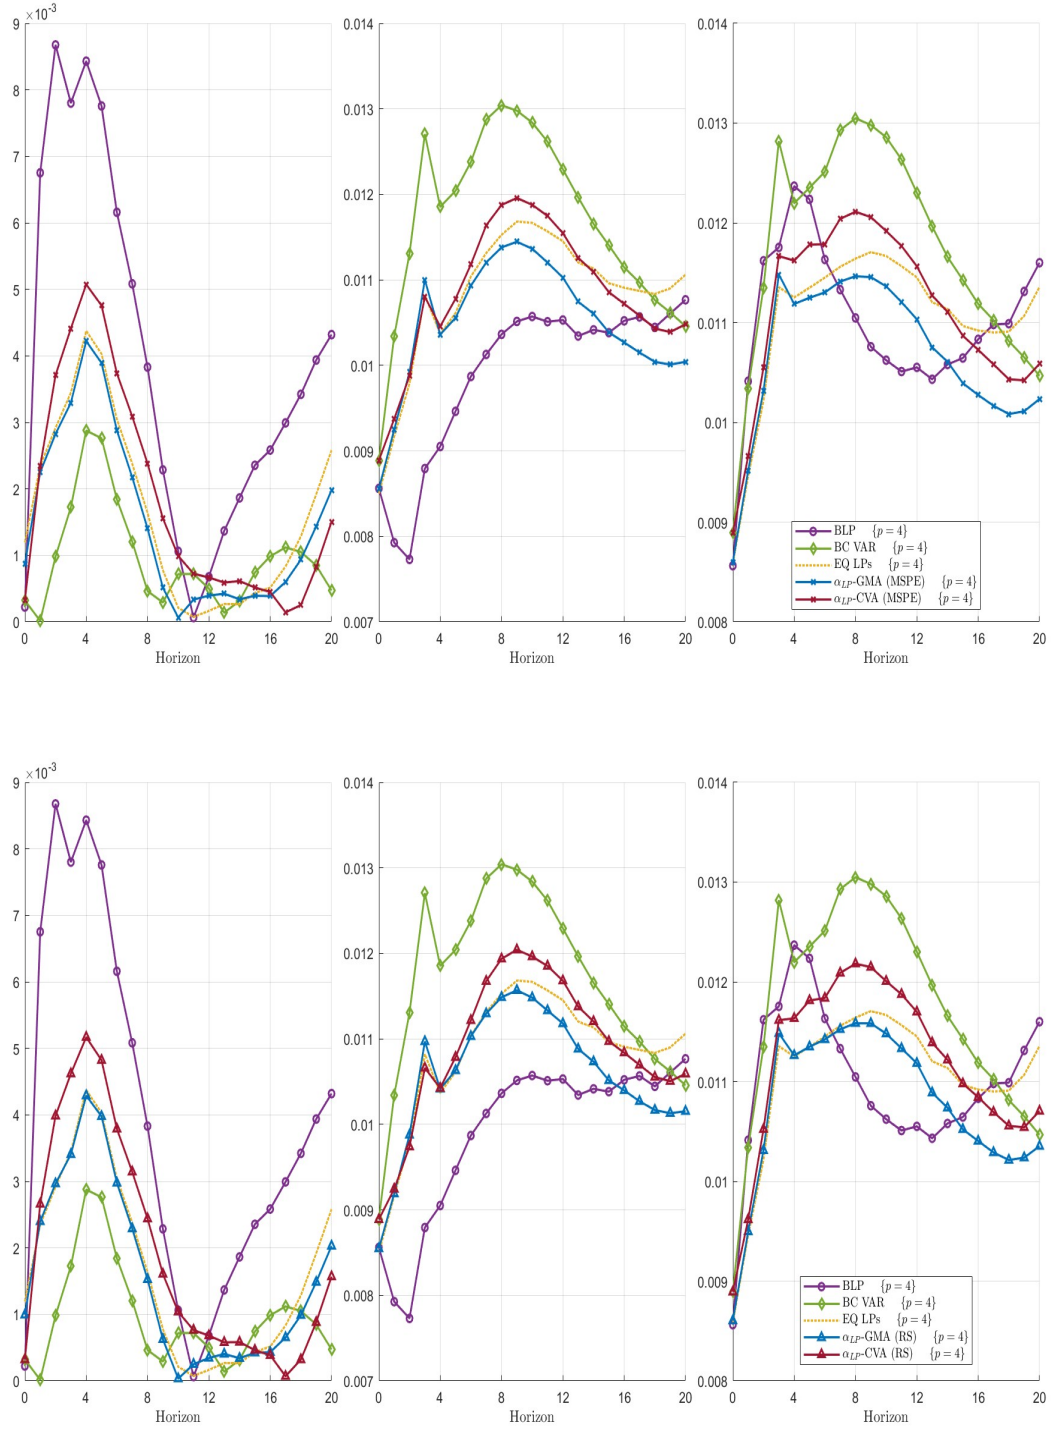 ×10⁻³
9
8
7
6
5
4
3
2
1
0
0 4 8 12 16 20
Horizon
0.014
0.013
0.012
0.011
0.01
0.009
0.008
0.007
0 4 8 12 16 20
Horizon
0.014
0.013
0.012
0.011
0.01
0.009
0.008
0 4 8 12 16 20
Horizon
BLP {p = 4}
BC VAR {p = 4}
EQ LPs {p = 4}
α_LP-GMA (MSPE) {p = 4}
α_LP-CVA (MSPE) {p = 4}
×10⁻³
9
8
7
6
5
4
3
2
1
0
0 4 8 12 16 20
Horizon
0.014
0.013
0.012
0.011
0.01
0.009
0.008
0.007
0 4 8 12 16 20
Horizon
0.014
0.013
0.012
0.011
0.01
0.009
0.008
0 4 8 12 16 20
Horizon
BLP {p = 4}
BC VAR {p = 4}
EQ LPs {p = 4}
α_LP-GMA (RS) {p = 4}
α_LP-CVA (RS) {p = 4}